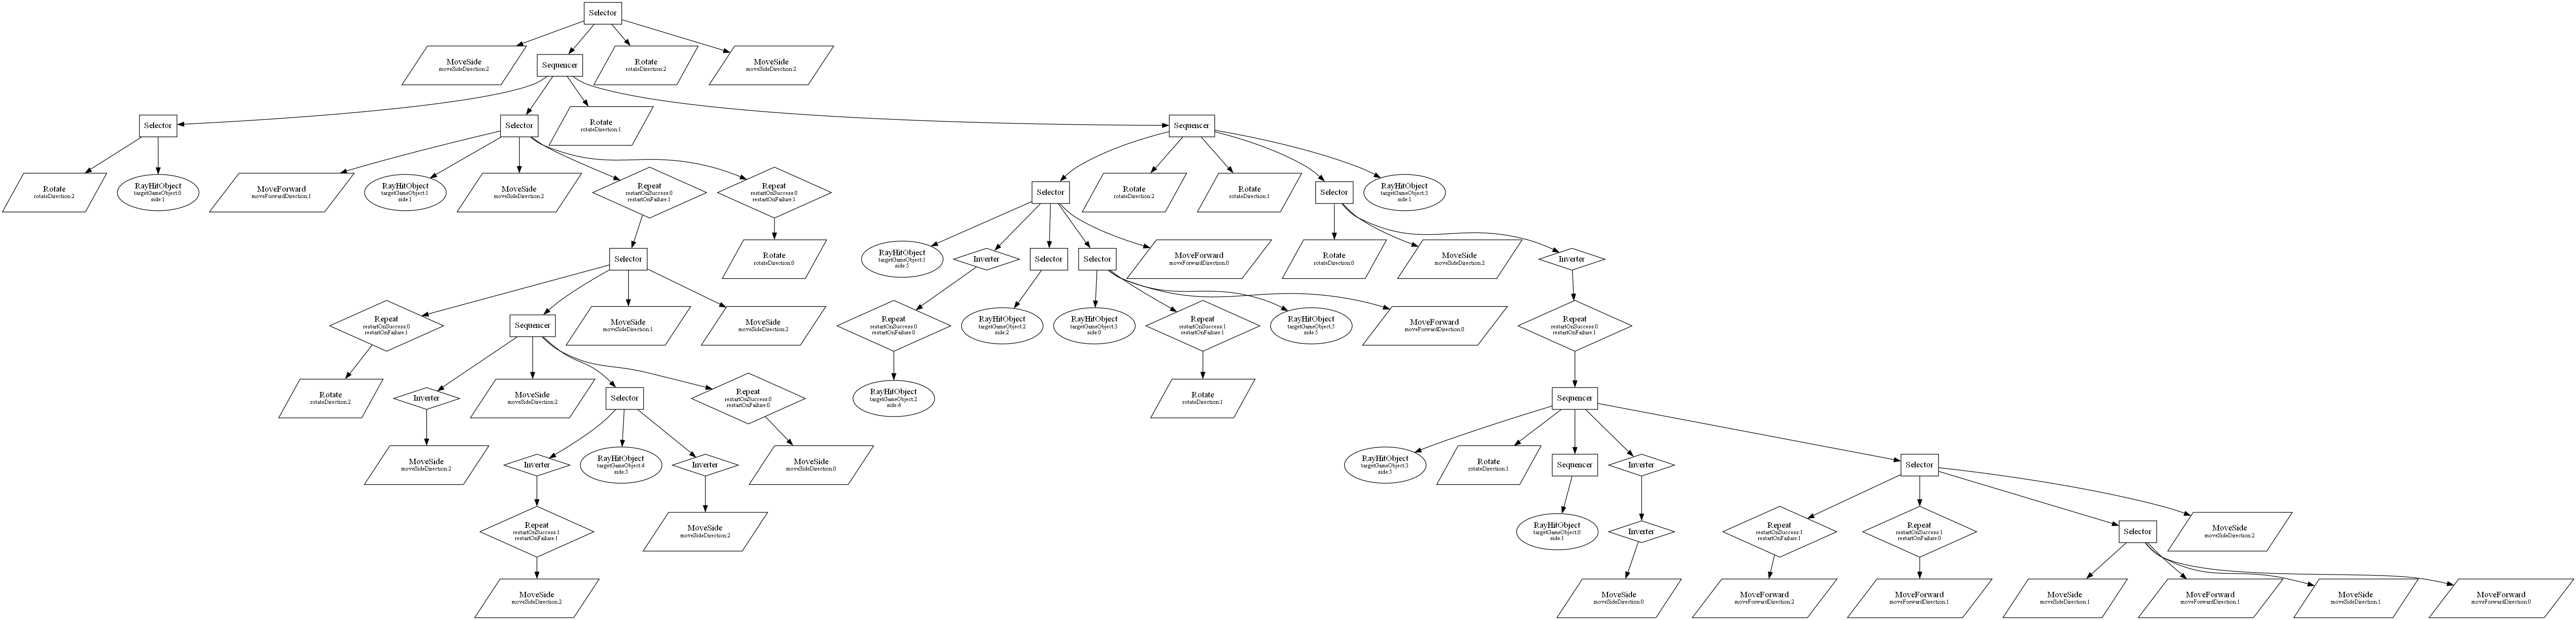 Selector
MoveSide
moveSideDirection:2
Sequencer
Rotate
rotateDirection:2
MoveSide
moveSideDirection:2
Selector
Selector
Rotate
rotateDirection:1
Sequencer
Rotate
rotateDirection:2
RayHitObject
targetGameObject:0
side:1
MoveForward
moveForwardDirection:1
RayHitObject
targetGameObject:1
side:1
MoveSide
moveSideDirection:2
Repeat
restartOnSuccess:0
restartOnFailure:1
Repeat
restartOnSuccess:0
restartOnFailure:1
Selector
Rotate
rotateDirection:2
Rotate
rotateDirection:1
Selector
RayHitObject
targetGameObject:3
side:1
Selector
Rotate
rotateDirection:0
RayHitObject
targetGameObject:1
side:5
Inverter
Selector
Selector
MoveForward
moveForwardDirection:0
Rotate
rotateDirection:0
MoveSide
moveSideDirection:2
Inverter
Repeat
restartOnSuccess:0
restartOnFailure:1
Sequencer
MoveSide
moveSideDirection:1
MoveSide
moveSideDirection:2
Repeat
restartOnSuccess:0
restartOnFailure:0
RayHitObject
targetGameObject:2
side:2
RayHitObject
targetGameObject:3
side:0
Repeat
restartOnSuccess:1
restartOnFailure:1
RayHitObject
targetGameObject:5
side:5
MoveForward
moveForwardDirection:0
Repeat
restartOnSuccess:0
restartOnFailure:1
Rotate
rotateDirection:2
Inverter
MoveSide
moveSideDirection:2
Selector
Repeat
restartOnSuccess:0
restartOnFailure:0
RayHitObject
targetGameObject:2
side:4
Rotate
rotateDirection:1
Sequencer
MoveSide
moveSideDirection:2
Inverter
RayHitObject
targetGameObject:4
side:5
Inverter
MoveSide
moveSideDirection:0
RayHitObject
targetGameObject:3
side:5
Rotate
rotateDirection:1
Sequencer
Inverter
Selector
Repeat
restartOnSuccess:1
restartOnFailure:1
MoveSide
moveSideDirection:2
RayHitObject
targetGameObject:0
side:1
Inverter
Repeat
restartOnSuccess:1
restartOnFailure:1
Repeat
restartOnSuccess:1
restartOnFailure:0
Selector
MoveSide
moveSideDirection:2
MoveSide
moveSideDirection:2
MoveSide
moveSideDirection:0
MoveForward
moveForwardDirection:2
MoveForward
moveForwardDirection:1
MoveSide
moveSideDirection:1
MoveForward
moveForwardDirection:1
MoveSide
moveSideDirection:1
MoveForward
moveForwardDirection:0